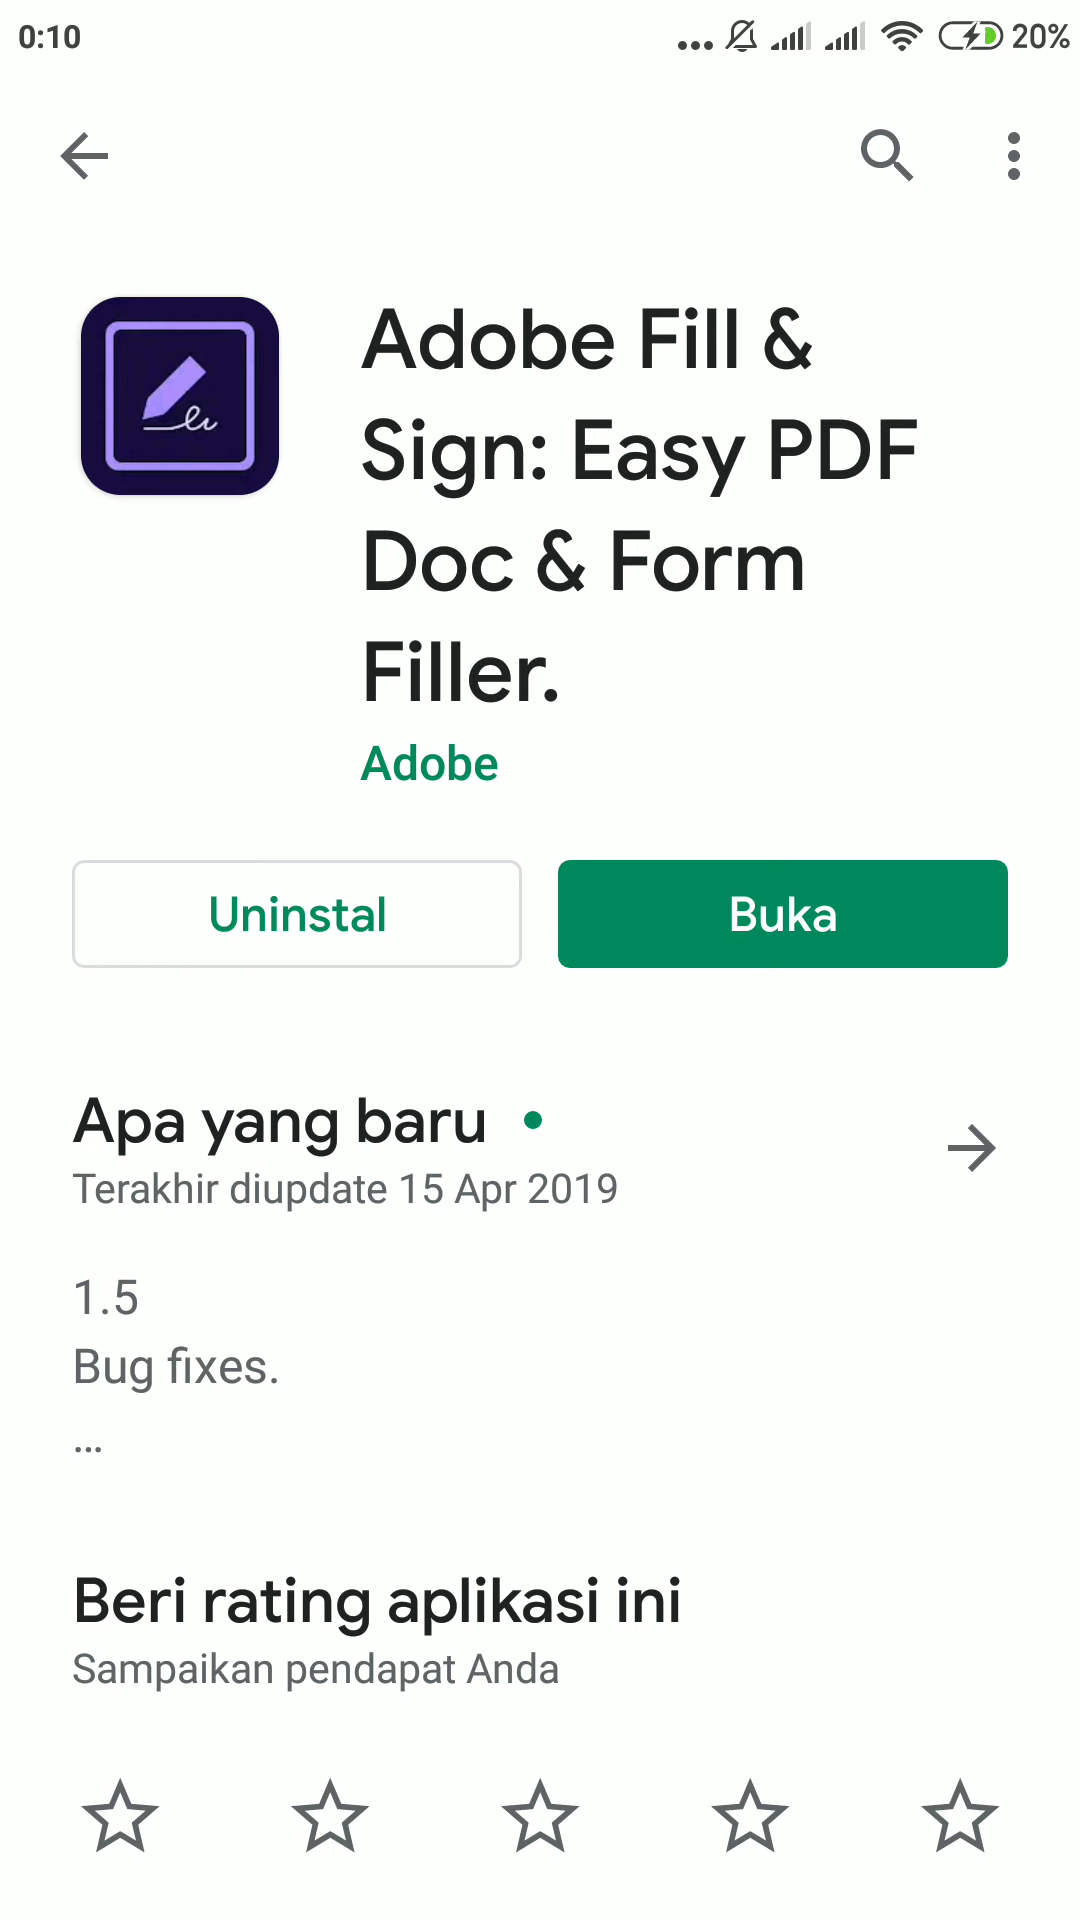 0:10
20%
Adobe Fill &
Sign: Easy PDF
Doc & Form
Filler.
Adobe
Uninstal
Buka
Apa yang baru
Terakhir diupdate 15 Apr 2019
1.5
Bug fixes.
...
Beri rating aplikasi ini
Sampaikan pendapat Anda